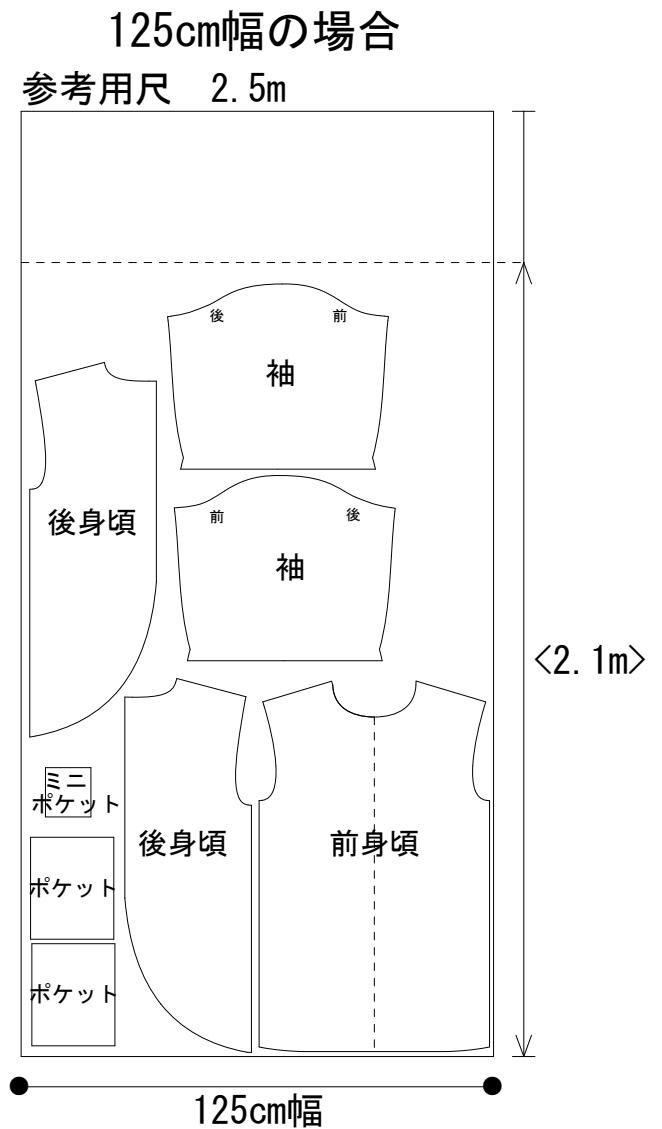 125cm幅の場合
参考用尺　2.5m
後
前
袖
後身頃
前
後
袖
<2.1m>
ミニ
ポケット
後身頃
前身頃
ポケット
ポケット
125cm幅